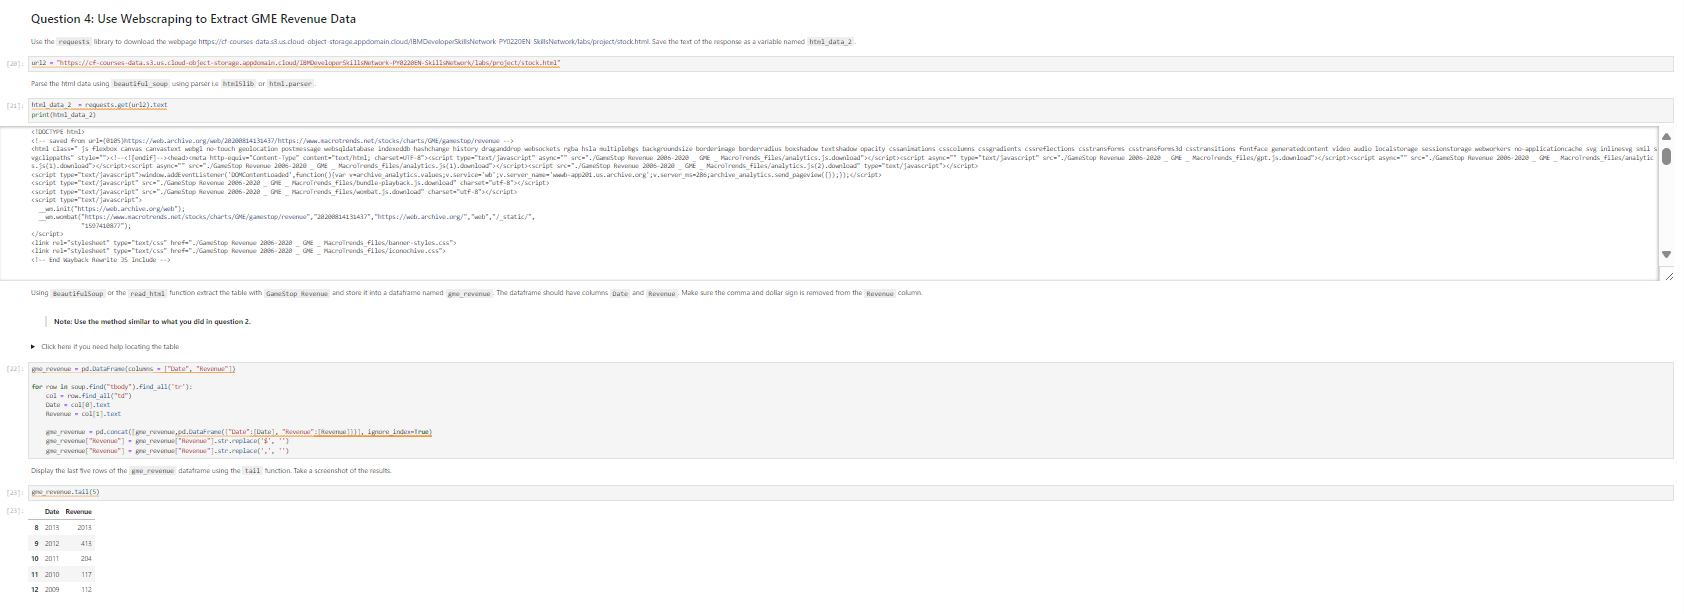 Question 4: Use Webscraping to Extract GME Revenue Data
Use the requests library to download the webpage https://cf-courses-data.s3.us.cloud-object-storage.appdomain.cloud/IBMDeveloperSkillsNetwork-PY0220EN-SkillsNetwork/labs/project/stock.html. Save the text of the response as a variable named html_data_2.
[20]: url2 = "https://cf-courses-data.s3.us.cloud-object-storage.appdomain.cloud/IBMDeveloperSkillsNetwork-PY0220EN-SkillsNetwork/labs/project/stock.html"
Parse the html data using beautiful_soup using parser i.e html5lib or html.parser.
[21]: html_data_2 = requests.get(url2).text
print(html_data_2)
<!DOCTYPE html>
<!-- saved from url=(0105)https://web.archive.org/web/20200814131437/https://www.macrotrends.net/stocks/charts/GME/gamestop/revenue -->
<html class=" js flexbox canvas canvastext webgl no-touch geolocation postmessage websqldatabase indexeddb hashchange history draganddrop websockets rgba hsla multiplebgs backgroundsize borderimage borderradius boxshadow textshadow opacity cssanimations csscolumns cssgradients cssreflections csstransforms csstransforms3d csstransitions fontface generatedcontent video audio localstorage sessionstorage webworkers no-applicationcache svg inlinesvg smil s
vgclippaths" style=""><!--<![endif]--><head><meta http-equiv="Content-Type" content="text/html; charset=UTF-8"><script type="text/javascript" async="" src="./GameStop Revenue 2006-2020 _ GME _ MacroTrends_files/analytics.js.download"></script><script async="" type="text/javascript" src="./GameStop Revenue 2006-2020 _ GME _ MacroTrends_files/gpt.js.download"></script><script async="" src="./GameStop Revenue 2006-2020 _ GME _ MacroTrends_files/analytic
s.js(1).download"></script><script async="" src="./GameStop Revenue 2006-2020 _ GME _ MacroTrends_files/analytics.js(1).download"></script><script src="./GameStop Revenue 2006-2020 _ GME _ MacroTrends_files/analytics.js(2).download" type="text/javascript"></script>
<script type="text/javascript">window.addEventListener('DOMContentLoaded',function(){var v=archive_analytics.values;v.service='wb';v.server_name='wwwb-app201.us.archive.org';v.server_ms=286;archive_analytics.send_pageview({});});</script>
<script type="text/javascript" src="./GameStop Revenue 2006-2020 _ GME _ MacroTrends_files/bundle-playback.js.download" charset="utf-8"></script>
<script type="text/javascript" src="./GameStop Revenue 2006-2020 _ GME _ MacroTrends_files/wombat.js.download" charset="utf-8"></script>
<script type="text/javascript">
__wm.init("https://web.archive.org/web");
__wm.wombat("https://www.macrotrends.net/stocks/charts/GME/gamestop/revenue","20200814131437","https://web.archive.org/","web","/_static/",
"1597410877");
</script>
<link rel="stylesheet" type="text/css" href="./GameStop Revenue 2006-2020 _ GME _ MacroTrends_files/banner-styles.css">
<link rel="stylesheet" type="text/css" href="./GameStop Revenue 2006-2020 _ GME _ MacroTrends_files/iconochive.css">
<!-- End Wayback Rewrite JS Include -->
Using BeautifulSoup or the read_html function extract the table with GameStop Revenue and store it into a dataframe named gme_revenue. The dataframe should have columns Date and Revenue. Make sure the comma and dollar sign is removed from the Revenue column.
Note: Use the method similar to what you did in question 2.
Click here if you need help locating the table
[22]: gme_revenue = pd.DataFrame(columns = ["Date", "Revenue"])
for row in soup.find("tbody").find_all('tr'):
col = row.find_all("td")
Date = col[0].text
Revenue = col[1].text
gme_revenue = pd.concat([gme_revenue,pd.DataFrame({"Date":[Date], "Revenue":[Revenue]})], ignore_index=True)
gme_revenue["Revenue"] = gme_revenue["Revenue"].str.replace('$', '')
gme_revenue["Revenue"] = gme_revenue["Revenue"].str.replace(',', '')
Display the last five rows of the gme_revenue dataframe using the tail function. Take a screenshot of the results.
[23]: gme_revenue.tail(5)
[23]: Date Revenue
8 2013 2013
9 2012 413
10 2011 204
11 2010 117
12 2009 112